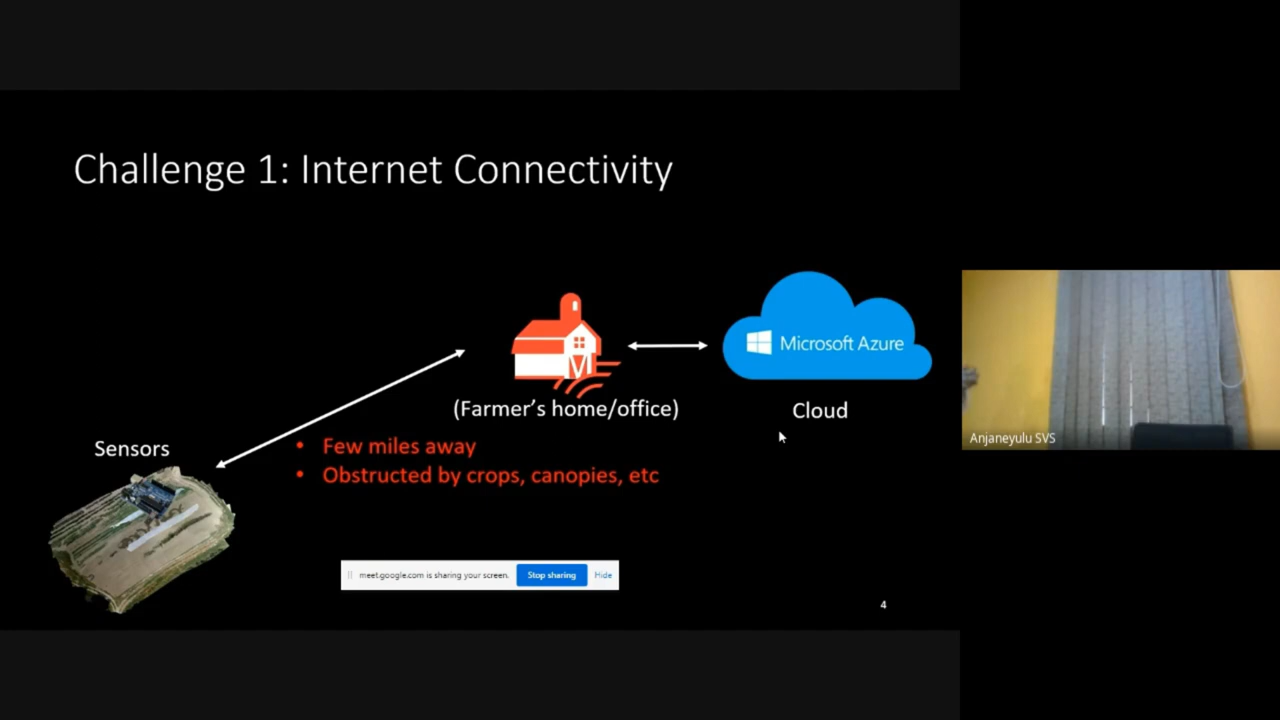 Challenge 1: Internet Connectivity
Microsoft Azure
(Farmer's home/office)
Cloud
Sensors
• Few miles away
• Obstructed by crops, canopies, etc
Anjaneyulu SVS
meet.google.com is sharing your screen.
Stop sharing
Hide
4